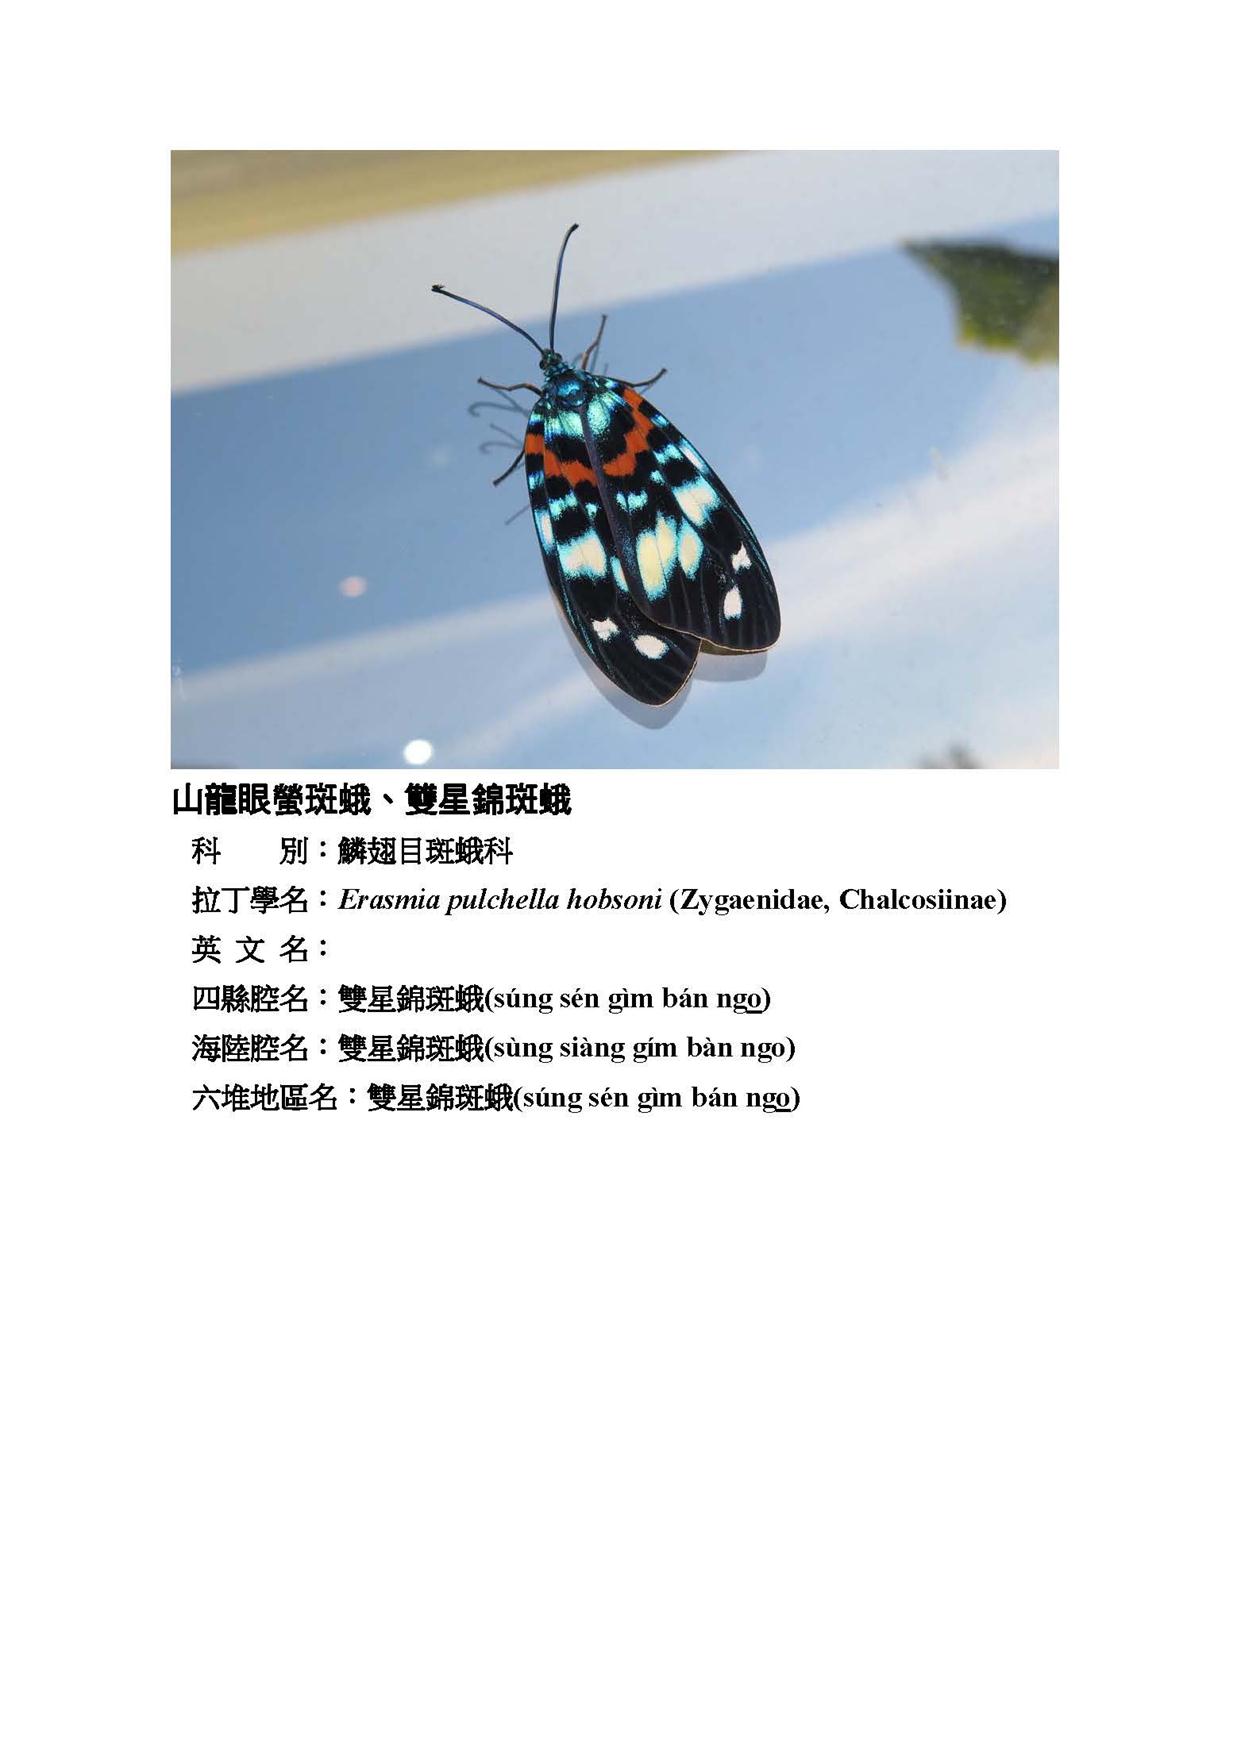 山龍眼螢斑蛾、雙星錦斑蛾
科　　別：鱗翅目斑蛾科
拉丁學名：Erasmia pulchella hobsoni (Zygaenidae, Chalcosiinae)
英 文 名：
四縣腔名：雙星錦斑蛾(súng sén gìm bán ngo̲)
海陸腔名：雙星錦斑蛾(sùng siàng gím bàn ngo)
六堆地區名：雙星錦斑蛾(súng sén gìm bán ngo̲)